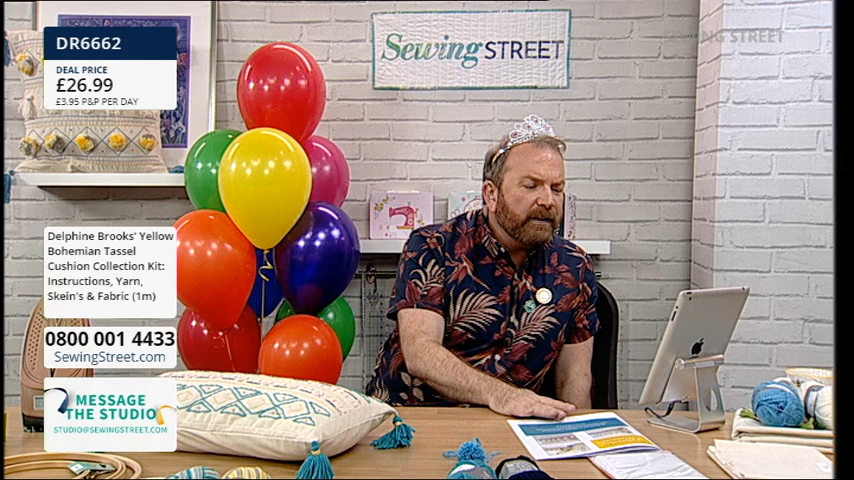 DR6662
DEAL PRICE
£26.99
£3.95 P&P PER DAY
Sewing STREET
SEWING STREET
Delphine Brooks' Yellow
Bohemian Tassel
Cushion Collection Kit:
Instructions, Yarn,
Skein's & Fabric (1m)
0800 001 4433
SewingStreet.com
MESSAGE
THE STUDIO
STUDIO@SEWINGSTREET.COM